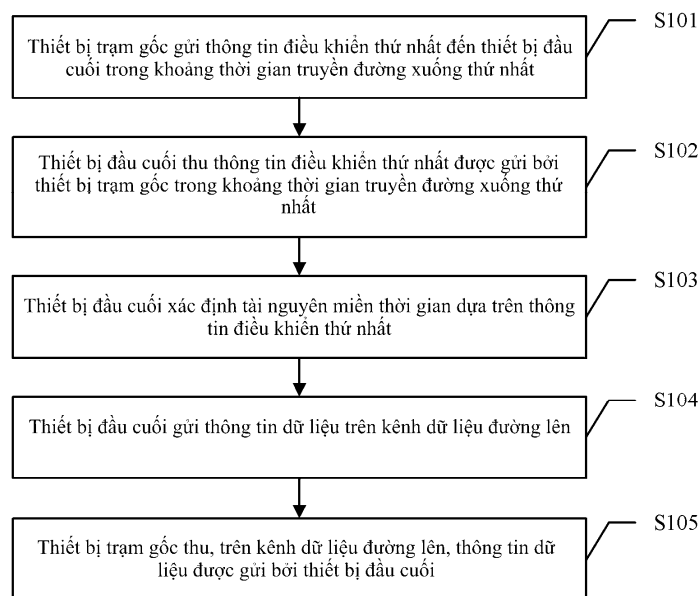 S101
Thiết bị trạm gốc gửi thông tin điều khiển thứ nhất đến thiết bị đầu
cuối trong khoảng thời gian truyền đường xuống thứ nhất
S102
Thiết bị đầu cuối thu thông tin điều khiển thứ nhất được gửi bởi
thiết bị trạm gốc trong khoảng thời gian truyền đường xuống thứ
nhất
S103
Thiết bị đầu cuối xác định tài nguyên miền thời gian dựa trên thông
tin điều khiển thứ nhất
S104
Thiết bị đầu cuối gửi thông tin dữ liệu trên kênh dữ liệu đường lên
S105
Thiết bị trạm gốc thu, trên kênh dữ liệu đường lên, thông tin dữ
liệu được gửi bởi thiết bị đầu cuối